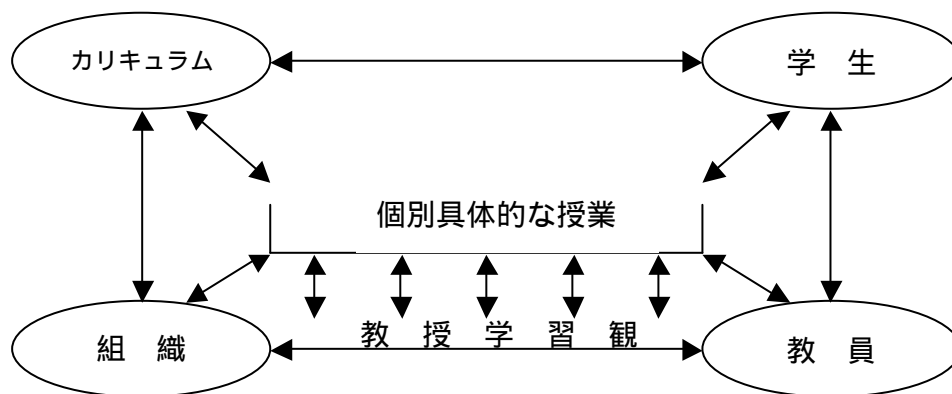 カリキュラム
学 生
個別具体的な授業
教 授 学 習 観
組 織
教 員